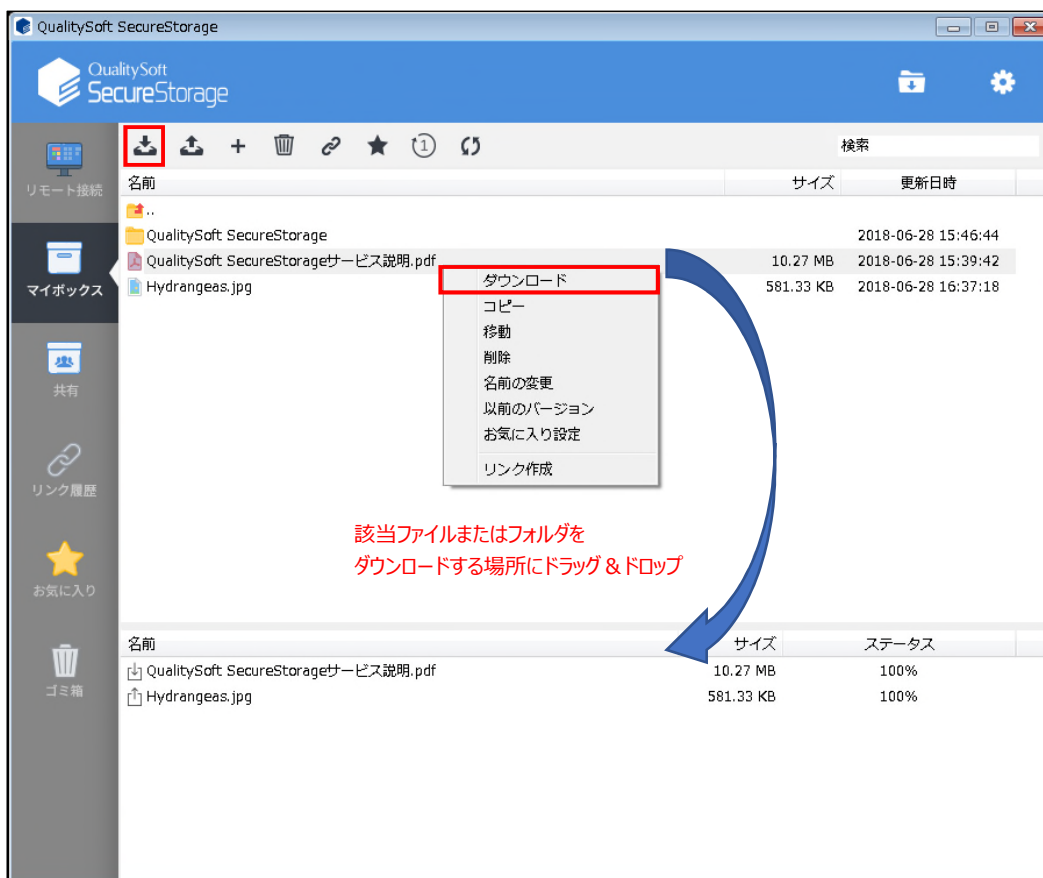 QualitySoft SecureStorage
QualitySoft
SecureStorage
リモート接続
マイボックス
共有
リンク履歴
お気に入り
ゴミ箱
1
検索
名前 サイズ 更新日時
..
QualitySoft SecureStorage 2018-06-28 15:46:44
QualitySoft SecureStorageサービス説明.pdf 10.27 MB 2018-06-28 15:39:42
Hydrangeas.jpg 581.33 KB 2018-06-28 16:37:18
ダウンロード
コピー
移動
削除
名前の変更
以前のバージョン
お気に入り設定
リンク作成
該当ファイルまたはフォルダを
ダウンロードする場所にドラッグ＆ドロップ
名前 サイズ ステータス
QualitySoft SecureStorageサービス説明.pdf 10.27 MB 100%
Hydrangeas.jpg 581.33 KB 100%